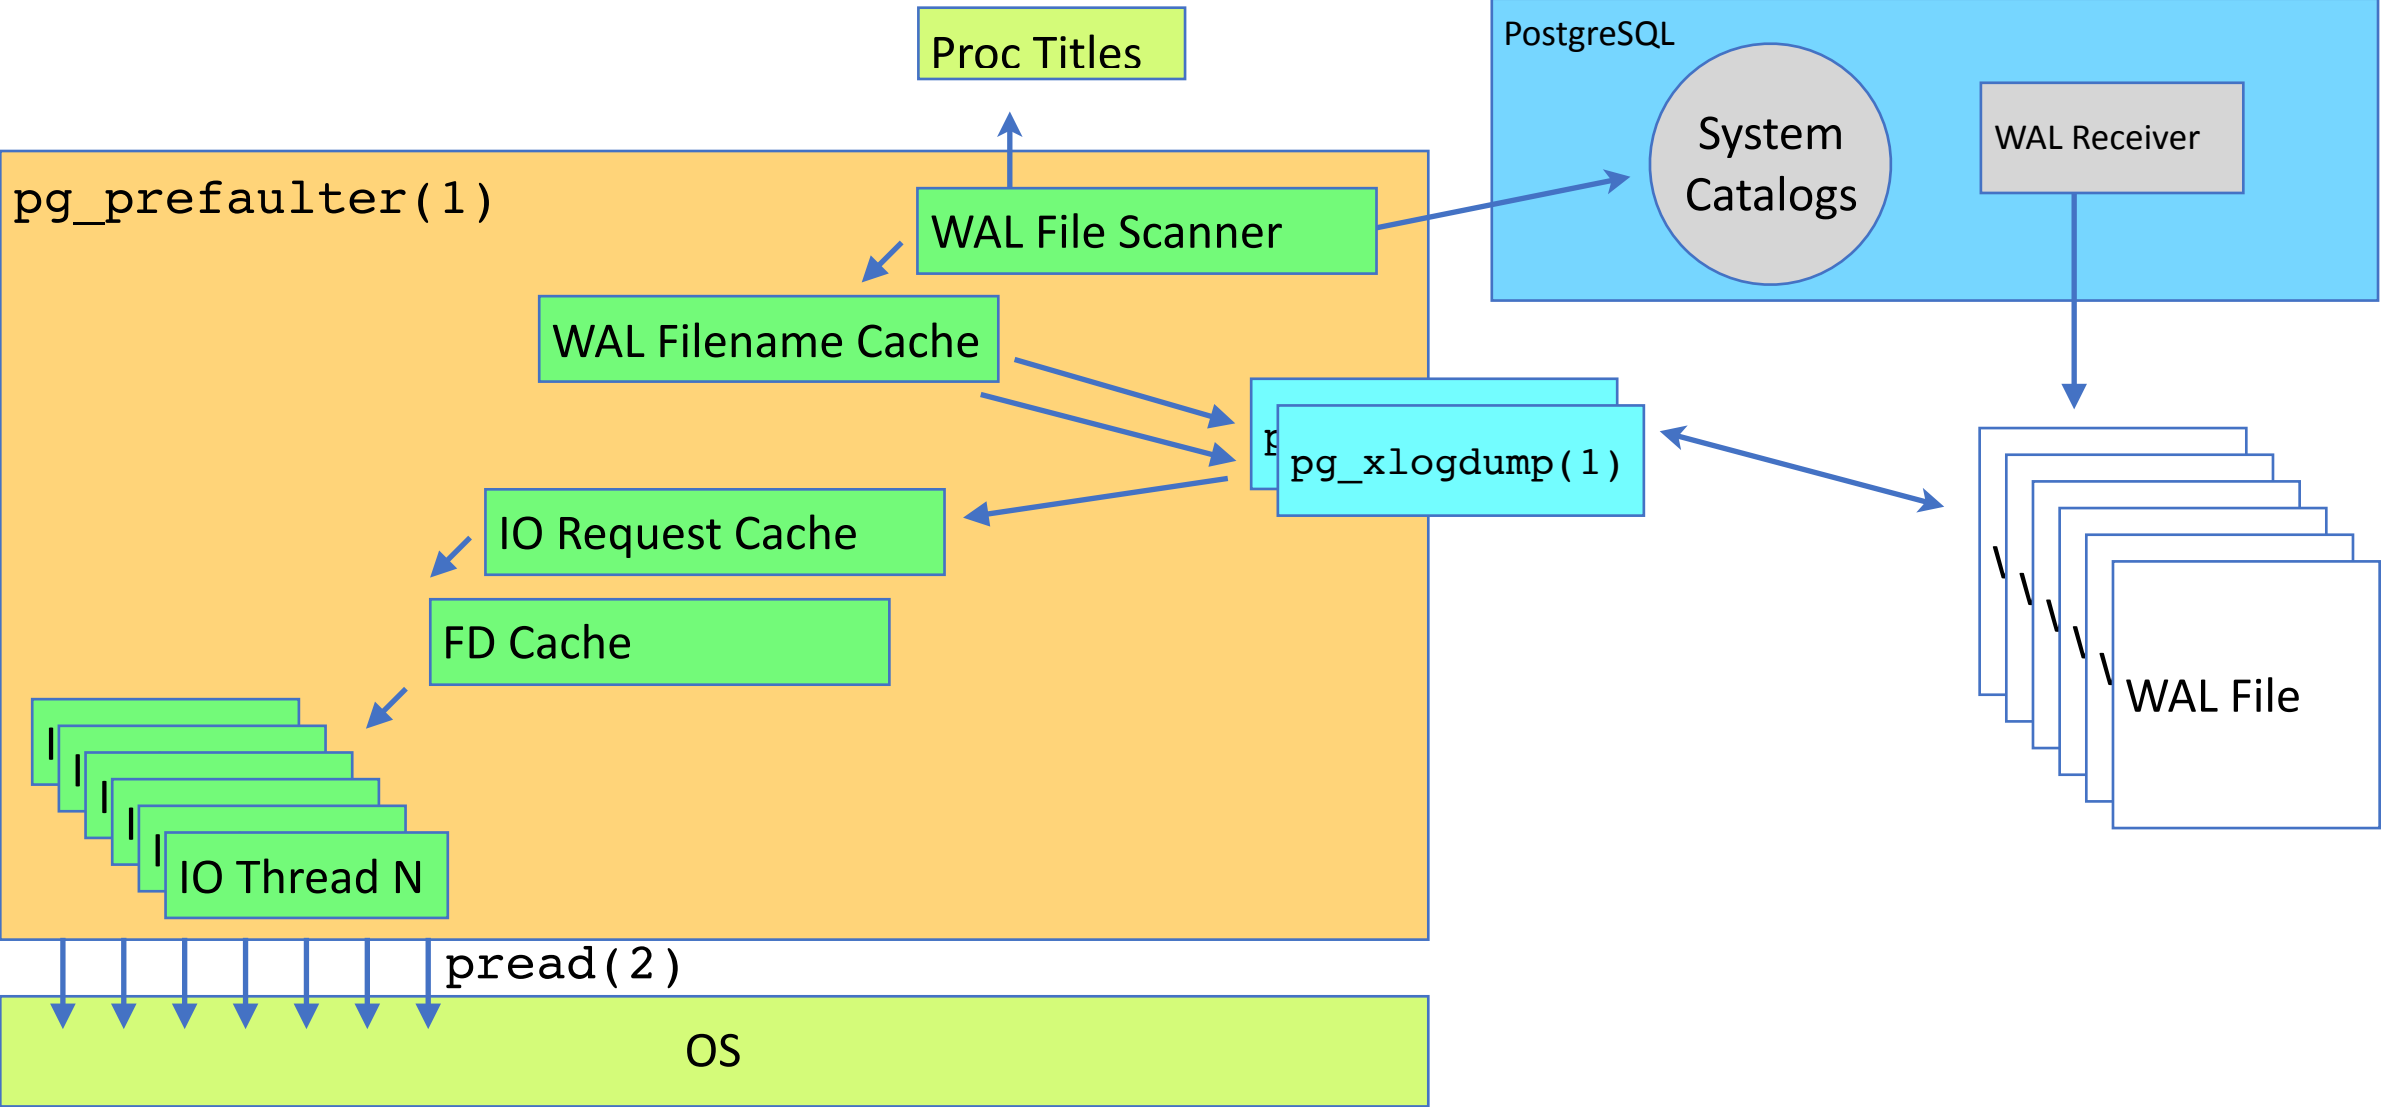 Proc Titles
PostgreSQL
System
Catalogs
WAL Receiver
pg_prefaulter(1)
WAL File Scanner
WAL Filename Cache
pg_xlogdump(1)
IO Request Cache
FD Cache
WAL File
IO Thread N
pread(2)
OS